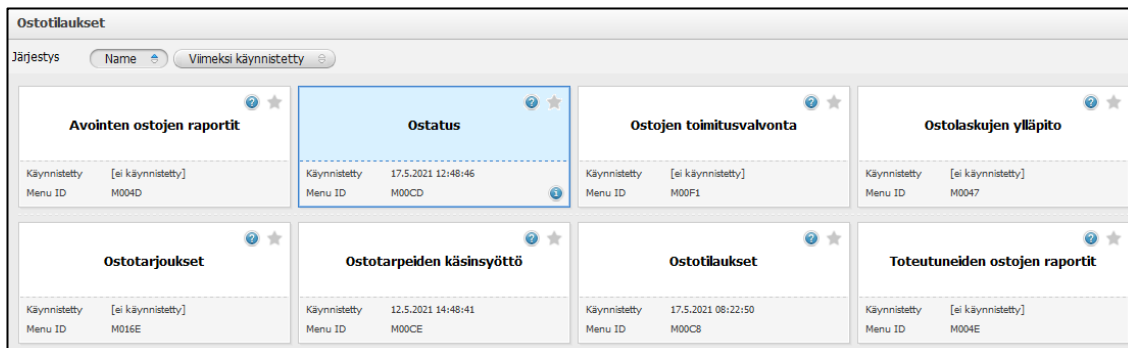 Ostotilaukset
Järjestys Name Viimeksi käynnistetty
Avointen ostojen raportit
Käynnistetty [ei käynnistetty]
Menu ID M004D
Ostatus
Käynnistetty 17.5.2021 12:48:46
Menu ID M00CD
Ostojen toimitusvalvonta
Käynnistetty [ei käynnistetty]
Menu ID M00F1
Ostolaskujen ylläpito
Käynnistetty [ei käynnistetty]
Menu ID M0047
Ostotarjoukset
Käynnistetty [ei käynnistetty]
Menu ID M016E
Ostotarpeiden käsinsyöttö
Käynnistetty 12.5.2021 14:48:41
Menu ID M00CE
Ostotilaukset
Käynnistetty 17.5.2021 08:22:50
Menu ID M00C8
Toteutuneiden ostojen raportit
Käynnistetty [ei käynnistetty]
Menu ID M004E